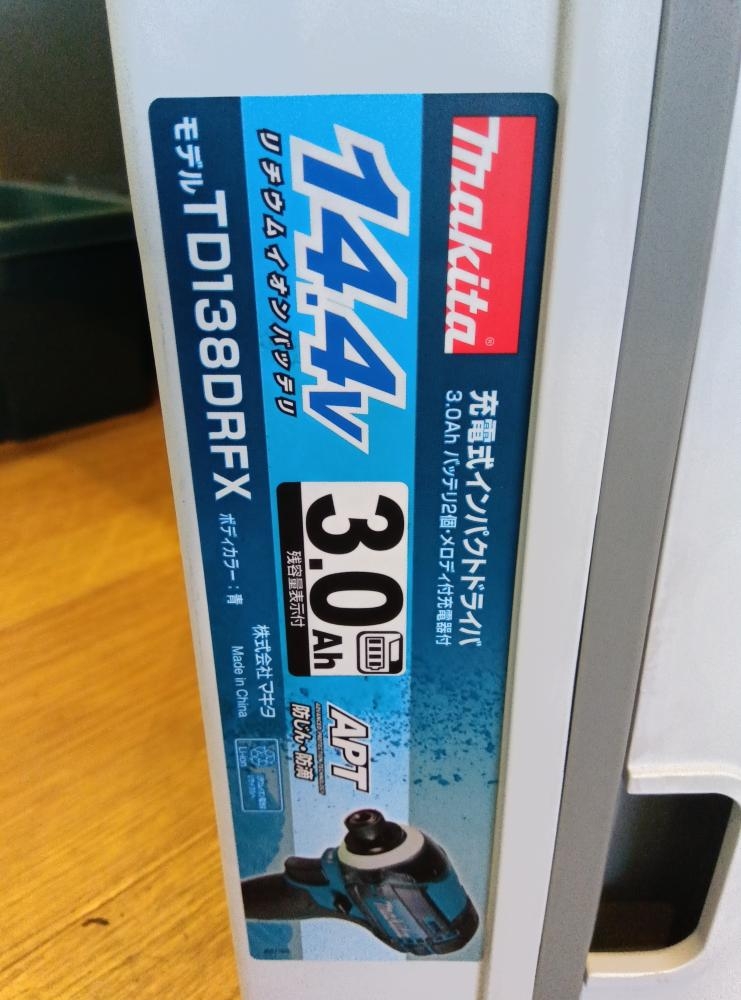 makita®
充電式インパクトドライバ
3.0Ah バッテリ2個・メロディ付充電器付
14.4V
リチウムイオンバッテリ
3.0Ah
残容量表示付
APT
防じん・防滴
モデルTD138DRFX
ボディカラー：青
株式会社マキタ
Made in China
Li-ion
makita